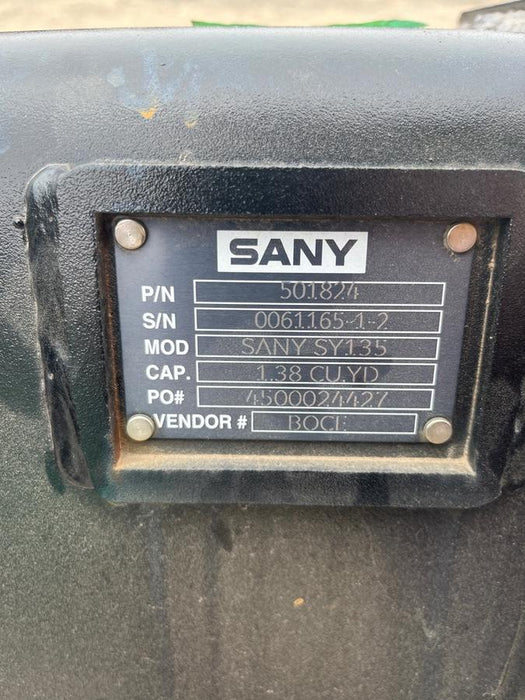 SANY
P/N 501824
S/N 0061165-1-2
MOD SANY SY135
CAP. 1.38 CU.YD
PO# 4500024427
VENDOR # BOCE